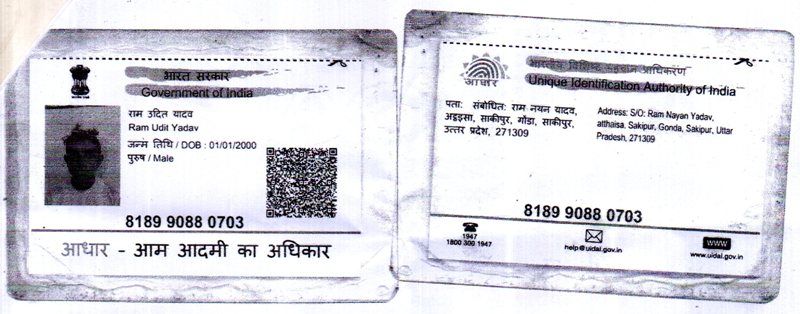 भारत सरकार
Government of India
राम उदित यादव
Ram Udit Yadav
जन्म तिथि / DOB : 01/01/2000
पुरुष / Male
8189 9088 0703
आधार - आम आदमी का अधिकार
आधार
भारतीय विशिष्ट पहचान आधिकरण
Unique Identification Authority of India
पताः संबोधितः राम नयन यादव,
अट्ठइसा, साकीपुर, गोंडा, साकीपुर,
उत्तर प्रदेश, 271309
Address: S/O: Ram Nayan Yadav,
atthaisa, Sakipur, Gonda, Sakipur, Uttar
Pradesh, 271309
8189 9088 0703
1947
1800 300 1947
help@uidai.gov.in
www
www.uidai.gov.in